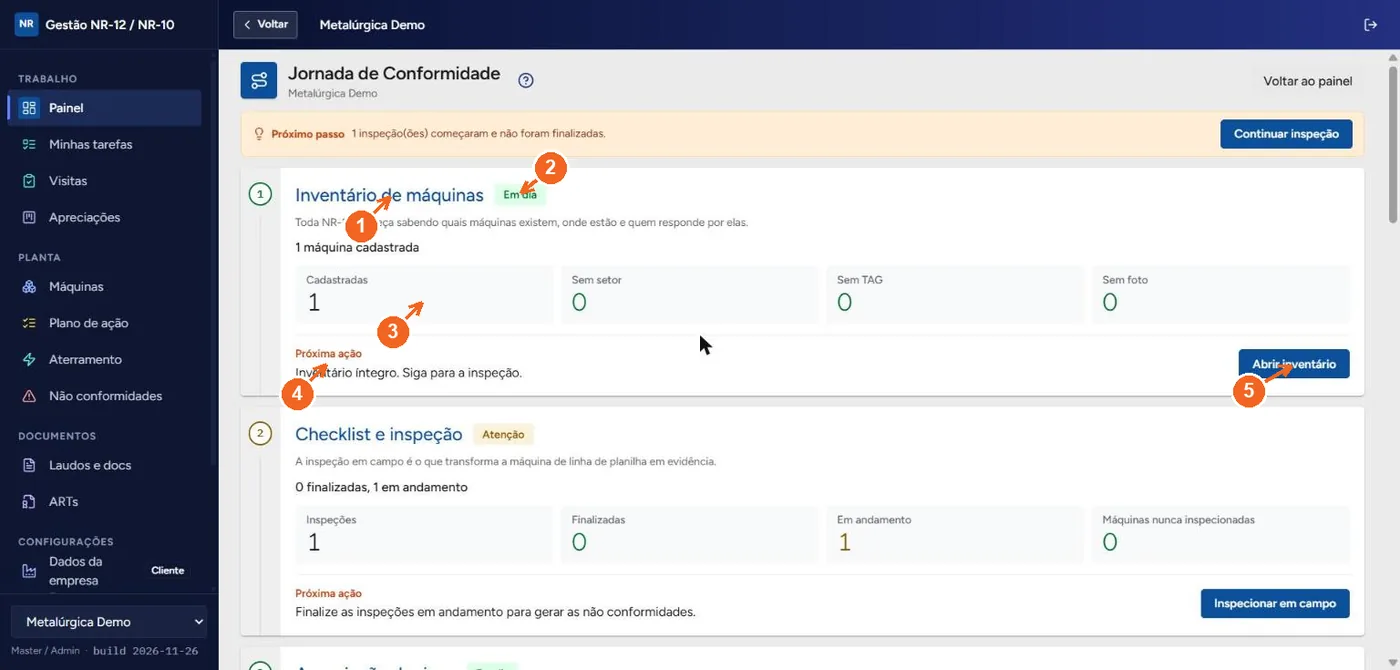 NR Gestão NR-12 / NR-10
Voltar
Metalúrgica Demo
TRABALHO
Painel
Minhas tarefas
Visitas
Apreciações
PLANTA
Máquinas
Plano de ação
Aterramento
Não conformidades
DOCUMENTOS
Laudos e docs
ARTs
CONFIGURAÇÕES
Dados da
empresa
Cliente
Metalúrgica Demo
Master / Admin · build 2026-11-26
Jornada de Conformidade ?
Metalúrgica Demo
Voltar ao painel
Próximo passo 1 inspeção(ões) começaram e não foram finalizadas.
Continuar inspeção
1 Inventário de máquinas Em dia
2
1
Toda NR- sabendo quais máquinas existem, onde estão e quem responde por elas.
1 máquina cadastrada
Cadastradas
1
Sem setor
0
Sem TAG
0
Sem foto
0
3
Próxima ação
Inventário íntegro. Siga para a inspeção.
4
Abrir inventário
5
2 Checklist e inspeção Atenção
A inspeção em campo é o que transforma a máquina de linha de planilha em evidência.
0 finalizadas, 1 em andamento
Inspeções
1
Finalizadas
0
Em andamento
1
Máquinas nunca inspecionadas
0
Próxima ação
Finalize as inspeções em andamento para gerar as não conformidades.
Inspecionar em campo